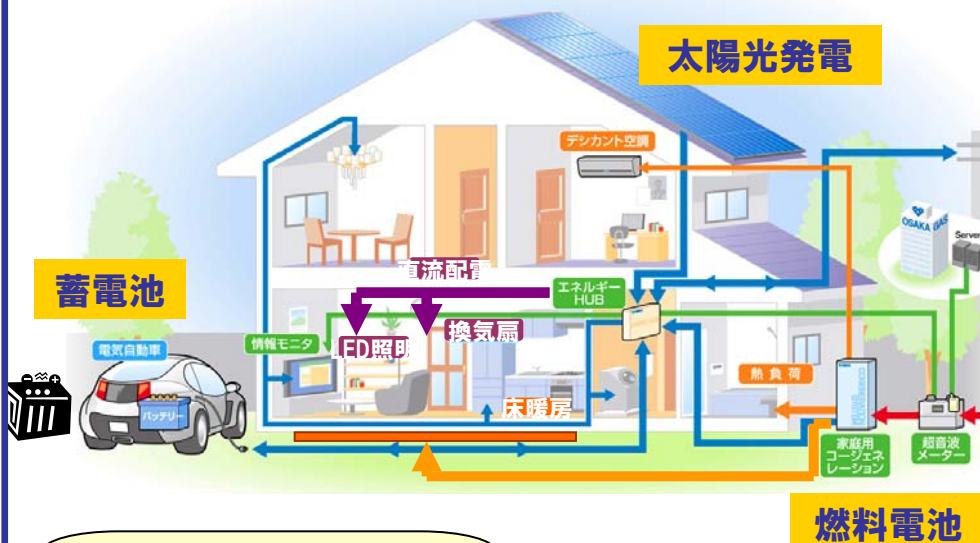 太陽光発電
デシカント空調
OSAKA GAS
Server
直流配電
エネルギー
HUB
蓄電池
電気自動車
情報モニタ
LED照明
換気扇
熱負荷
バッテリー
床暖房
家庭用
コージェネ
レーション
超音波
メーター
燃料電池